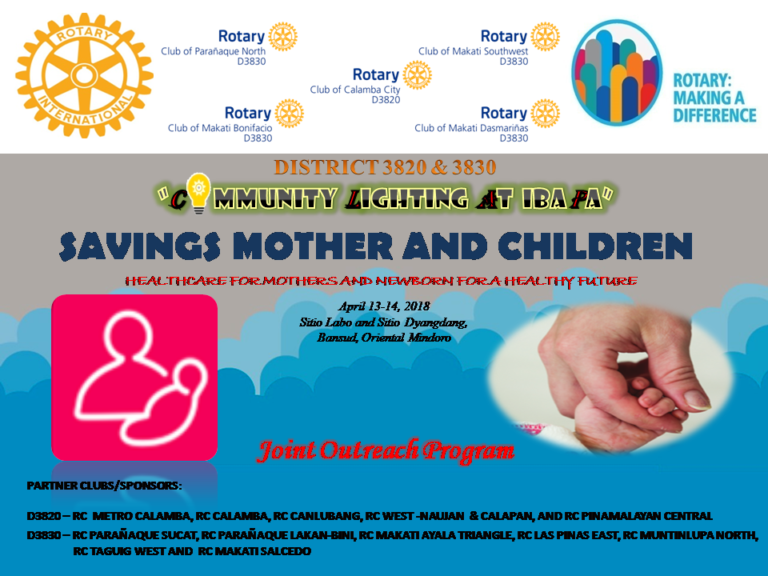 ROTARY
INTERNATIONAL
Rotary
Club of Parañaque North
D3830
Rotary
Club of Makati Southwest
D3830
Rotary
Club of Calamba City
D3820
Rotary
Club of Makati Bonifacio
D3830
Rotary
Club of Makati Dasmariñas
D3830
ROTARY:
MAKING A
DIFFERENCE
DISTRICT 3820 & 3830
"COMMUNITY LIGHTING AT IBA PA"
SAVINGS MOTHER AND CHILDREN
HEALTHCARE FOR MOTHERS AND NEWBORN FOR A HEALTHY FUTURE
April 13-14, 2018
Sitio Labo and Sitio Dyangdang,
Bansud, Oriental Mindoro
Joint Outreach Program
PARTNER CLUBS/SPONSORS:
D3820 – RC METRO CALAMBA, RC CALAMBA, RC CANLUBANG, RC WEST -NAUJAN & CALAPAN, AND RC PINAMALAYAN CENTRAL
D3830 – RC PARAÑAQUE SUCAT, RC PARAÑAQUE LAKAN-BINI, RC MAKATI AYALA TRIANGLE, RC LAS PINAS EAST, RC MUNTINLUPA NORTH,
RC TAGUIG WEST AND RC MAKATI SALCEDO